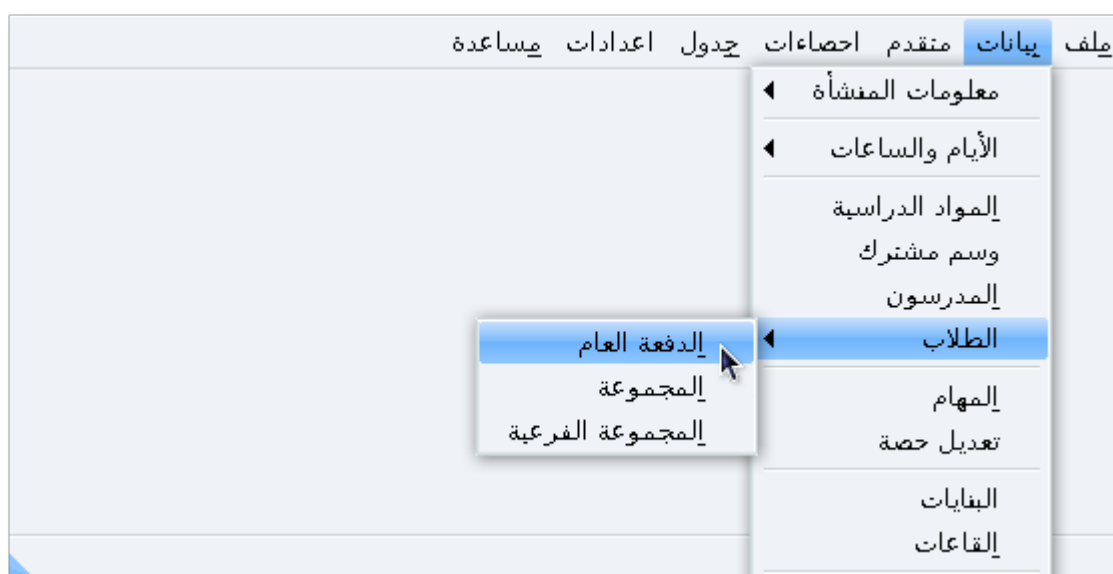 ملف بيانات متقدم احصاءات جدول اعدادات مساعدة
معلومات المنشأة
الأيام والساعات
المواد الدراسية
وسم مشترك
المدرسون
الطلاب
الدفعة العام
المجموعة
المجموعة الفرعية
المهام
تعديل حصة
البنايات
القاعات